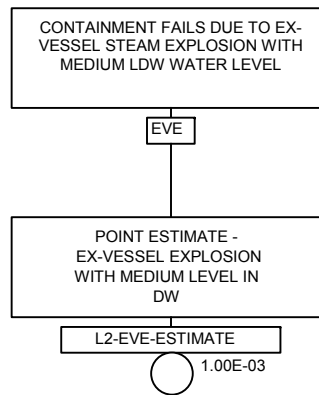 CONTAINMENT FAILS DUE TO EX-
VESSEL STEAM EXPLOSION WITH
MEDIUM LDW WATER LEVEL
EVE
POINT ESTIMATE -
EX-VESSEL EXPLOSION
WITH MEDIUM LEVEL IN
DW
L2-EVE-ESTIMATE
1.00E-03